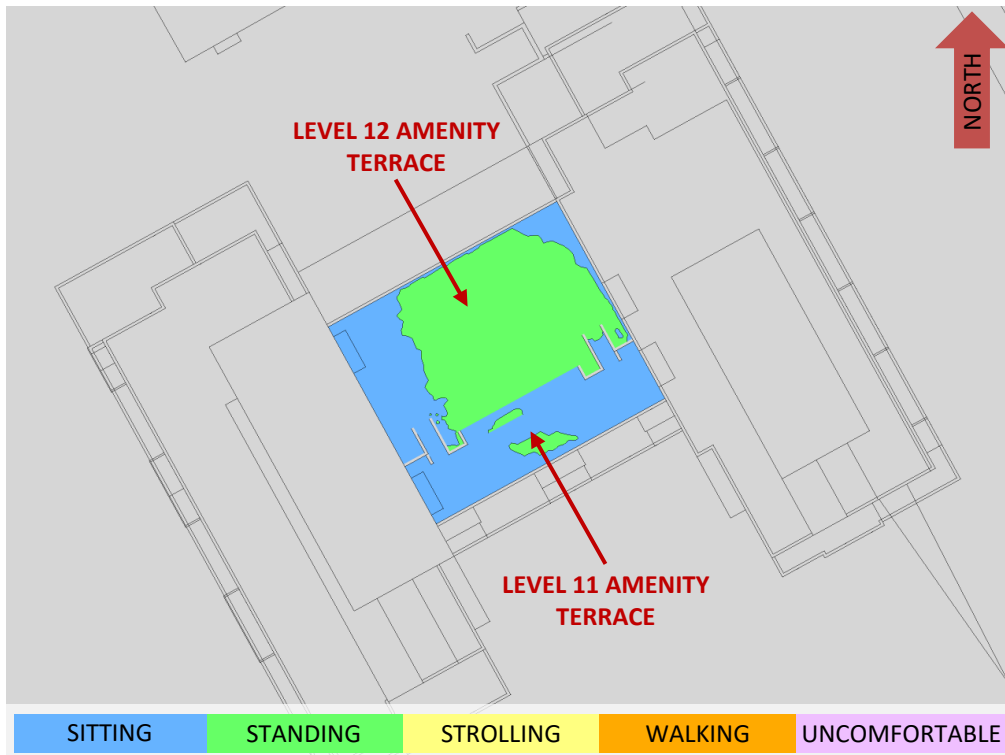 NORTH
LEVEL 12 AMENITY
TERRACE
LEVEL 11 AMENITY
TERRACE
SITTING
STANDING
STROLLING
WALKING
UNCOMFORTABLE